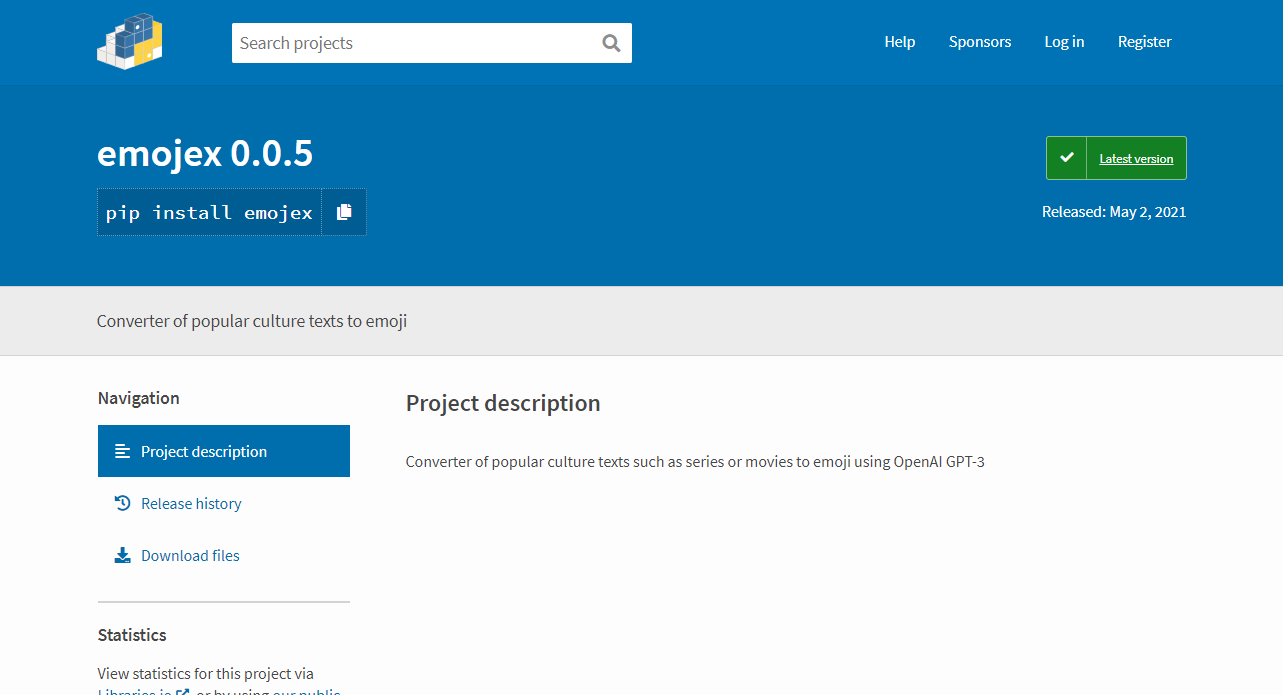 Search projects
Help
Sponsors
Log in
Register
emojex 0.0.5
pip install emojex
Latest version
Released: May 2, 2021
Converter of popular culture texts to emoji
Navigation
Project description
Release history
Download files
Statistics
View statistics for this project via
Libraries.io, or by using our public
Project description
Converter of popular culture texts such as series or movies to emoji using OpenAI GPT-3